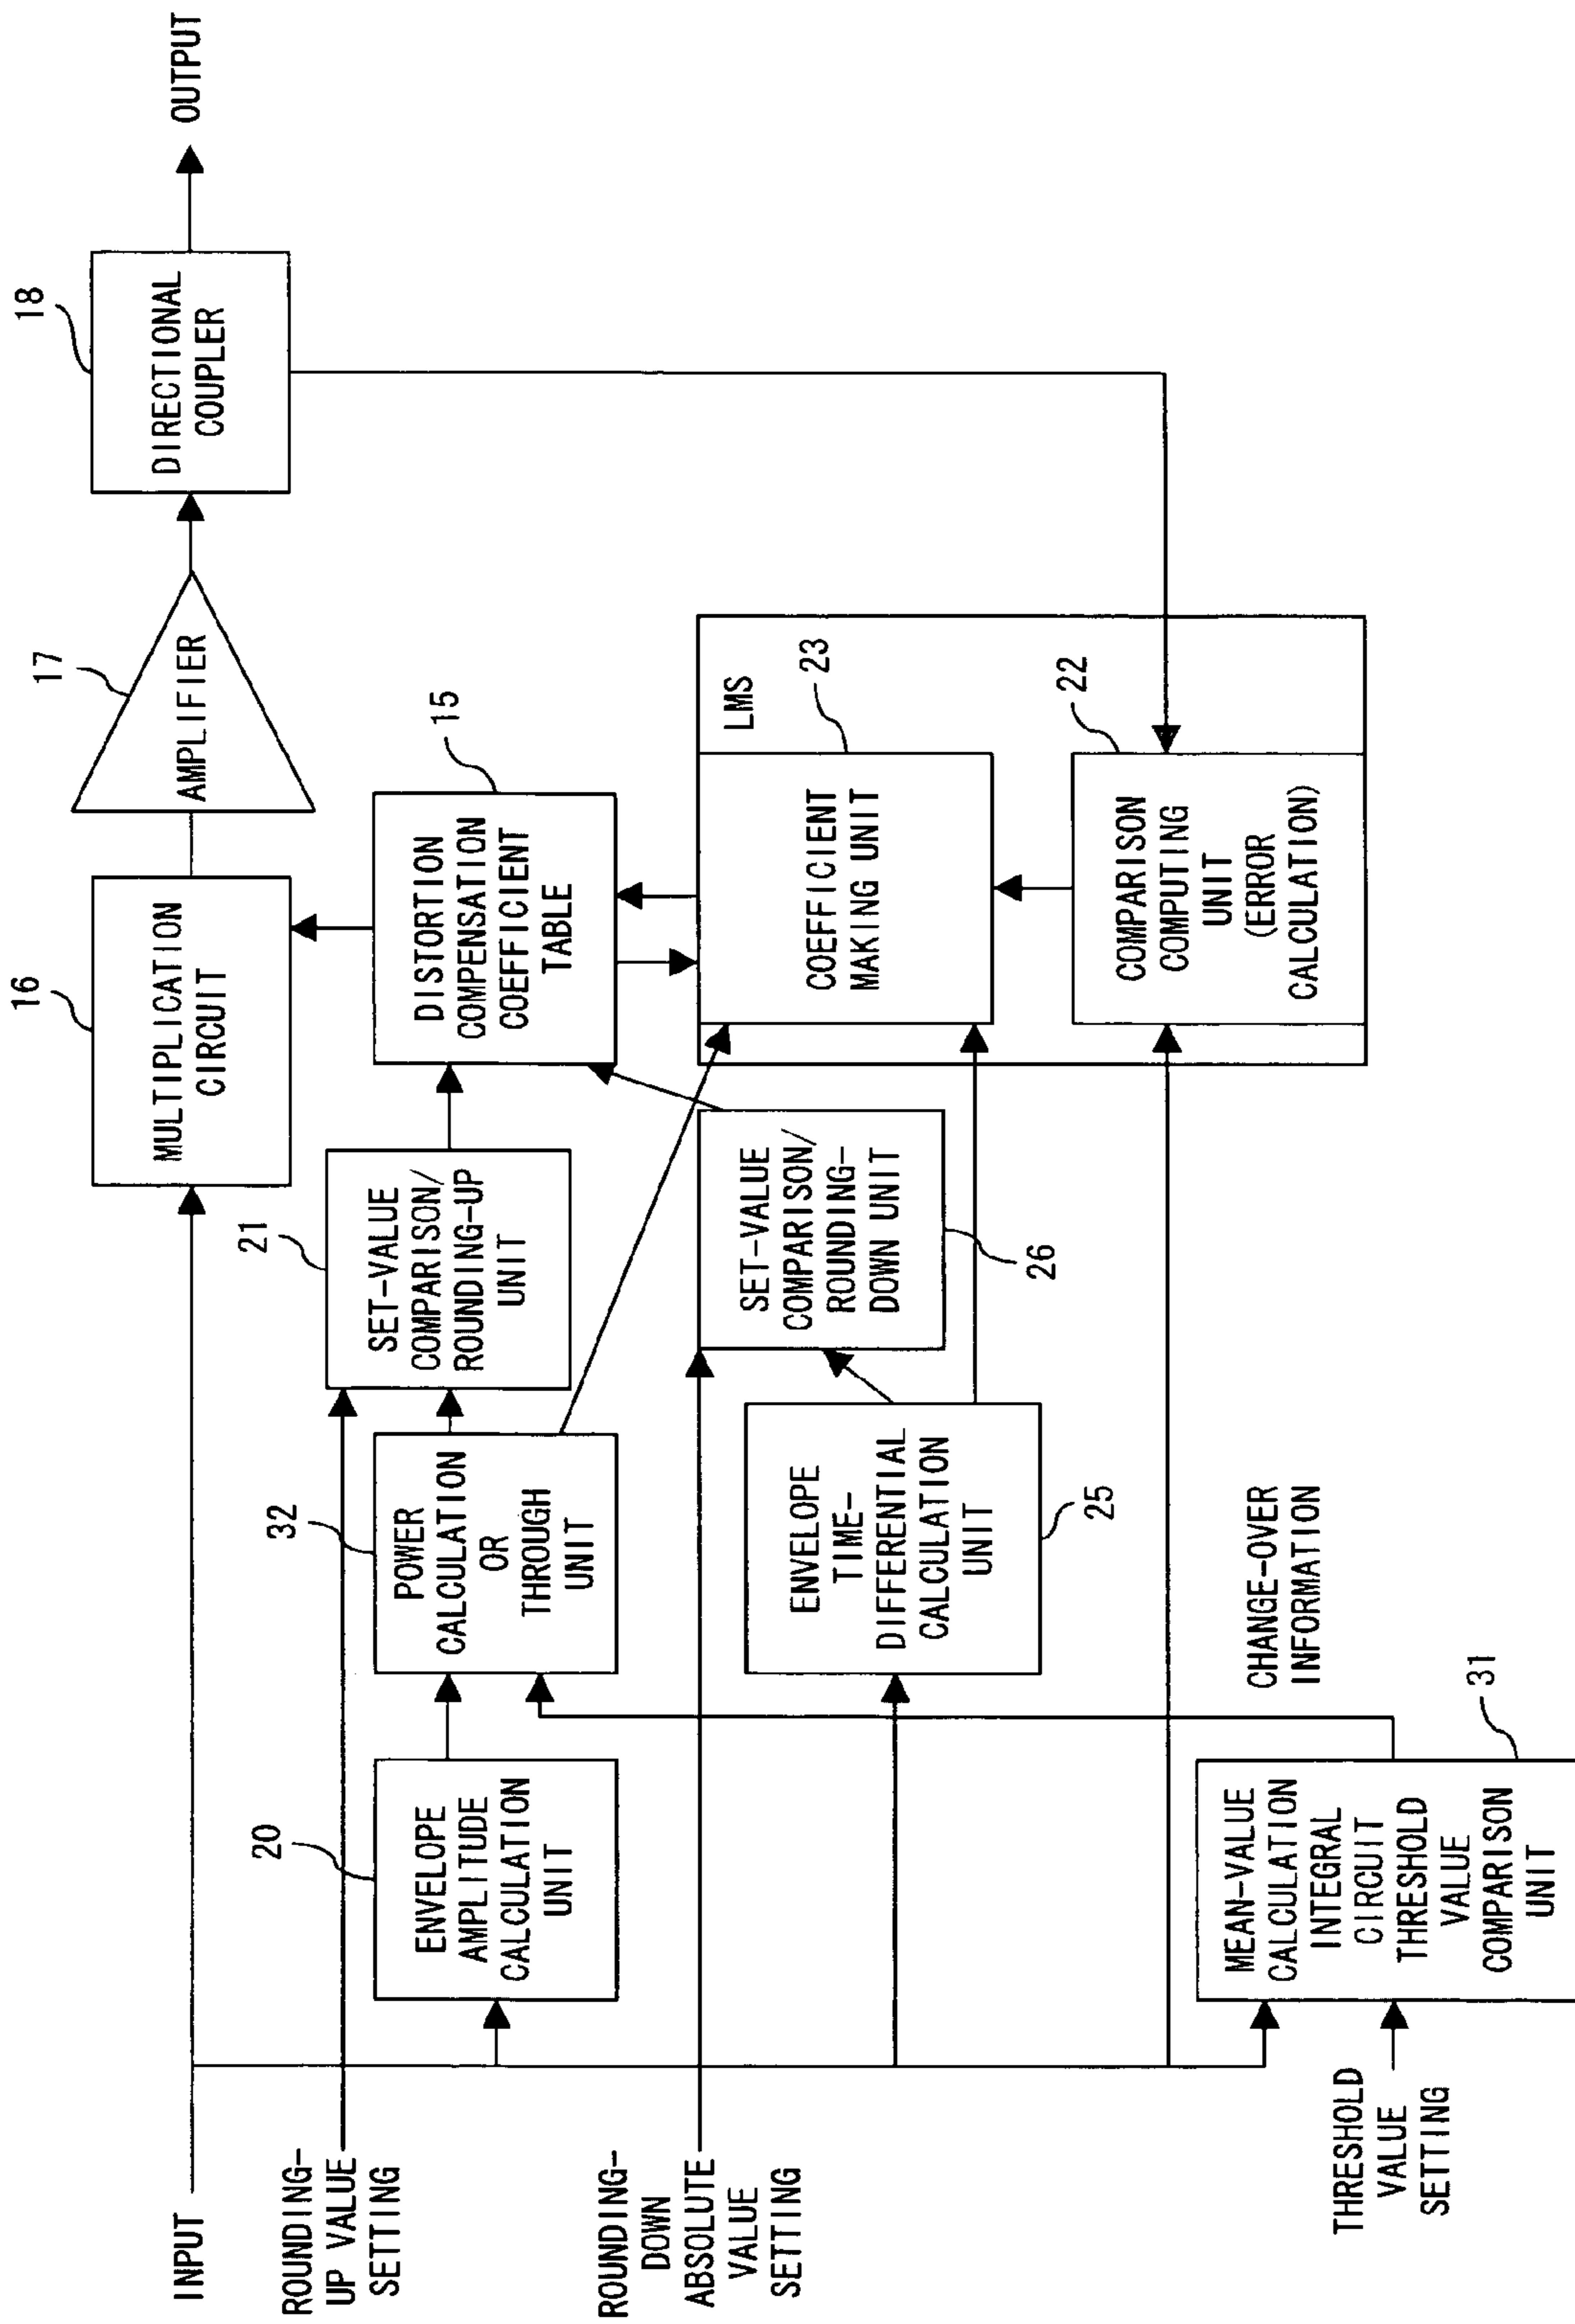 INPUT
16
MULTIPLICATION
CIRCUIT
17
AMPLIFIER
18
DIRECTIONAL
COUPLER
OUTPUT
ROUNDING-
UP VALUE
SETTING
20
ENVELOPE
AMPLITUDE
CALCULATION
UNIT
32
POWER
CALCULATION
OR
THROUGH
UNIT
21
SET-VALUE
COMPARISON/
ROUNDING-UP
UNIT
15
DISTORTION
COMPENSATION
COEFFICIENT
TABLE
ROUNDING-
DOWN
ABSOLUTE
VALUE
SETTING
ENVELOPE
TIME-
DIFFERENTIAL
CALCULATION
UNIT
25
SET-VALUE
COMPARISON/
ROUNDING-
DOWN UNIT
26
LMS
23
COEFFICIENT
MAKING UNIT
22
COMPARISON
COMPUTING
UNIT
(ERROR
CALCULATION)
CHANGE-OVER
INFORMATION
31
THRESHOLD
VALUE
SETTING
MEAN-VALUE
CALCULATION
INTEGRAL
CIRCUIT
THRESHOLD
VALUE
COMPARISON
UNIT